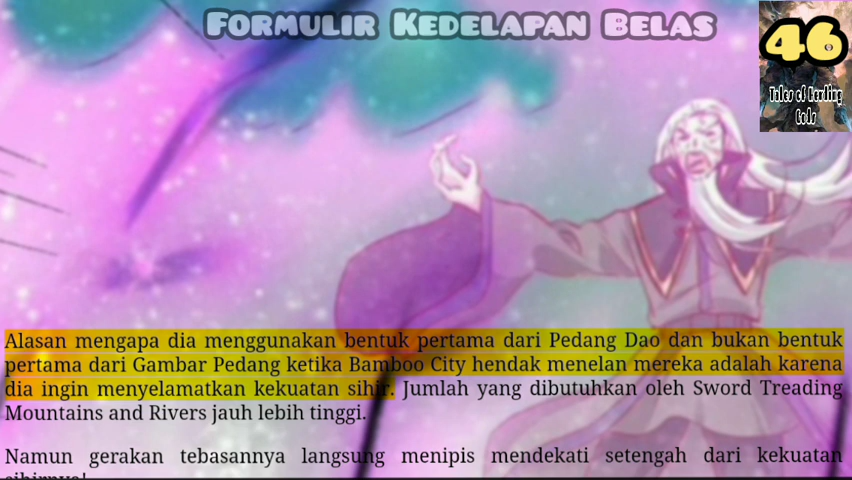 Formulir Kedelapan Belas
46
Tales of Herding
Gods
Alasan mengapa dia menggunakan bentuk pertama dari Pedang Dao dan bukan bentuk
pertama dari Gambar Pedang ketika Bamboo City hendak menelan mereka adalah karena
dia ingin menyelamatkan kekuatan sihir. Jumlah yang dibutuhkan oleh Sword Treading
Mountains and Rivers jauh lebih tinggi.
Namun gerakan tebasannya langsung menipis mendekati setengah dari kekuatan
sihirnya!